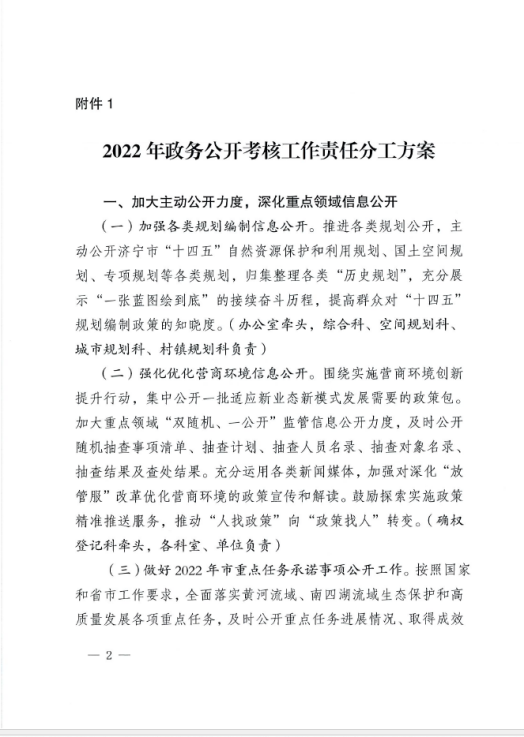 附件 1
2022 年政务公开考核工作责任分工方案
一、加大主动公开力度，深化重点领域信息公开
（一）加强各类规划编制信息公开。推进各类规划公开，主
动公开济宁市“十四五”自然资源保护和利用规划、国土空间规
划、专项规划等各类规划，归集整理各类“历史规划”，充分展
示“一张蓝图绘到底”的接续奋斗历程，提高群众对“十四五”
规划编制政策的知晓度。（办公室牵头，综合科、空间规划科、
城市规划科、村镇规划科负责）
（二）强化优化营商环境信息公开。围绕实施营商环境创新
提升行动，集中公开一批适应新业态新模式发展需要的政策包。
加大重点领域“双随机、一公开”监管信息公开力度，及时公开
随机抽查事项清单、抽查计划、抽查人员名录、抽查对象名录、
抽查结果及查处结果。充分运用各类新闻媒体，加强对深化“放
管服”改革优化营商环境的政策宣传和解读。鼓励探索实施政策
精准推送服务，推动“人找政策”向“政策找人”转变。（确权
登记科牵头，各科室、单位负责）
（三）做好 2022 年市重点任务承诺事项公开工作。按照国家
和省市工作要求，全面落实黄河流域、南四湖流域生态保护和高
质量发展各项重点任务，及时公开重点任务进展情况、取得成效
— 2 —